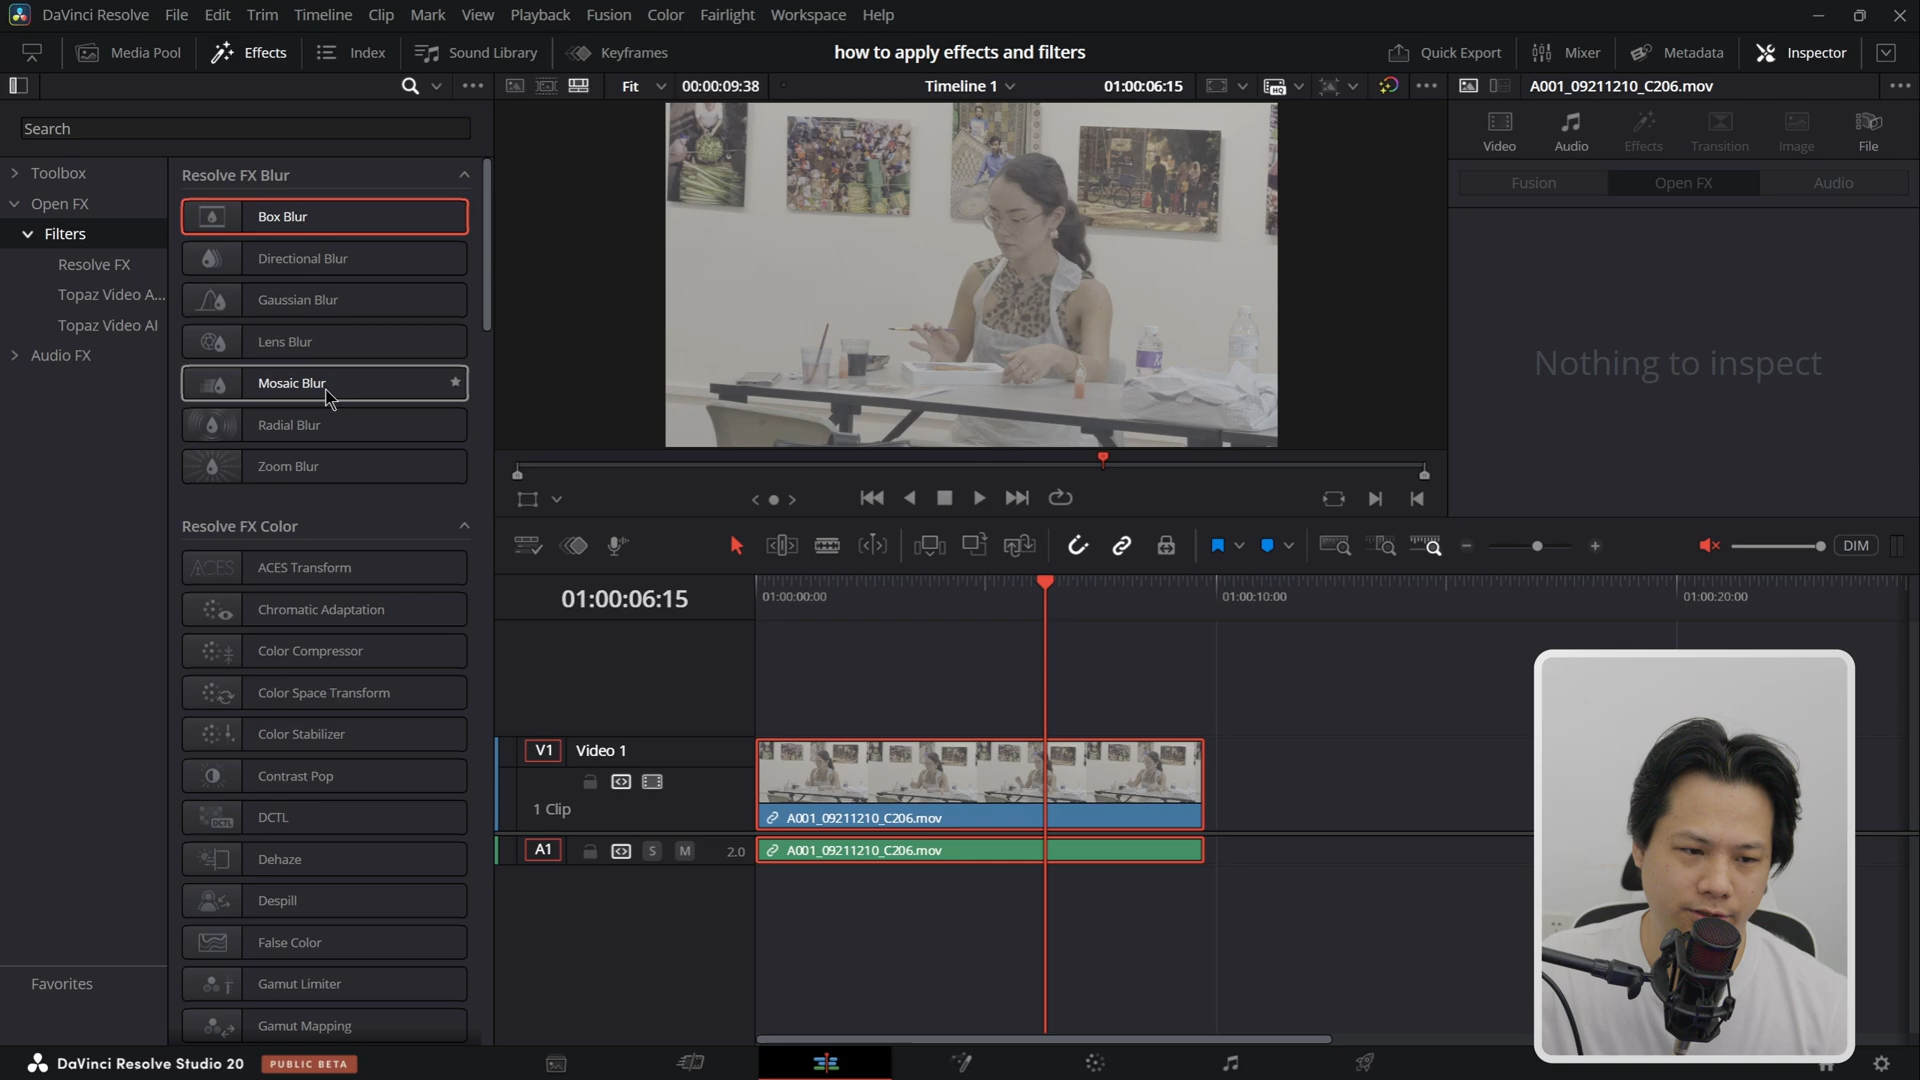 DaVinci Resolve File Edit Trim Timeline Clip Mark View Playback Fusion Color Fairlight Workspace Help
Media Pool Effects Index Sound Library Keyframes how to apply effects and filters Quick Export Mixer Metadata Inspector
Fit 00:00:09:38 Timeline 1 01:00:06:15 A001_09211210_C206.mov
Search
Video Audio Effects Transition Image File
Fusion Open FX Audio
Toolbox
Open FX
Filters
Resolve FX
Topaz Video A...
Topaz Video AI
Audio FX
Favorites
Resolve FX Blur
Box Blur
Directional Blur
Gaussian Blur
Lens Blur
Mosaic Blur
Radial Blur
Zoom Blur
Resolve FX Color
ACES Transform
Chromatic Adaptation
Color Compressor
Color Space Transform
Color Stabilizer
Contrast Pop
DCTL
Dehaze
Despill
False Color
Gamut Limiter
Gamut Mapping
Nothing to inspect
DIM
01:00:06:15
01:00:00:00 01:00:10:00 01:00:20:00
V1 Video 1
1 Clip
A001_09211210_C206.mov
A1 S M 2.0 A001_09211210_C206.mov
DaVinci Resolve Studio 20 PUBLIC BETA